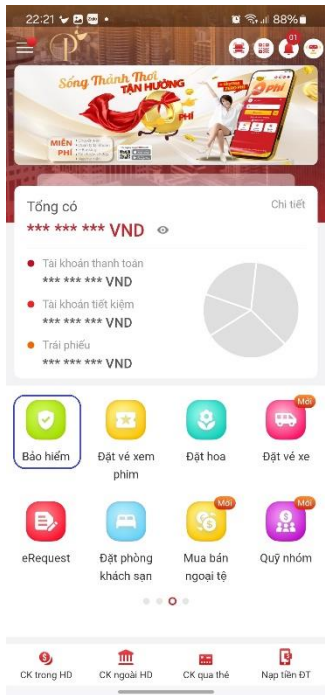 22:21
88%
01
Sống Thảnh Thơi
TẬN HƯỞNG
PHÍ
PHÍ
MIỄN
PHÍ
Tổng có
Chi tiết
*** *** *** VND
Tài khoản thanh toán
*** *** *** VND
Tài khoản tiết kiệm
*** *** *** VND
Trái phiếu
*** *** *** VND
Mới
Bảo hiểm
Đặt vé xem
phim
Đặt hoa
Đặt vé xe
Mới
Mới
eRequest
Đặt phòng
khách sạn
Mua bán
ngoại tệ
Quỹ nhóm
CK trong HD
CK ngoài HD
CK qua thẻ
Nạp tiền ĐT